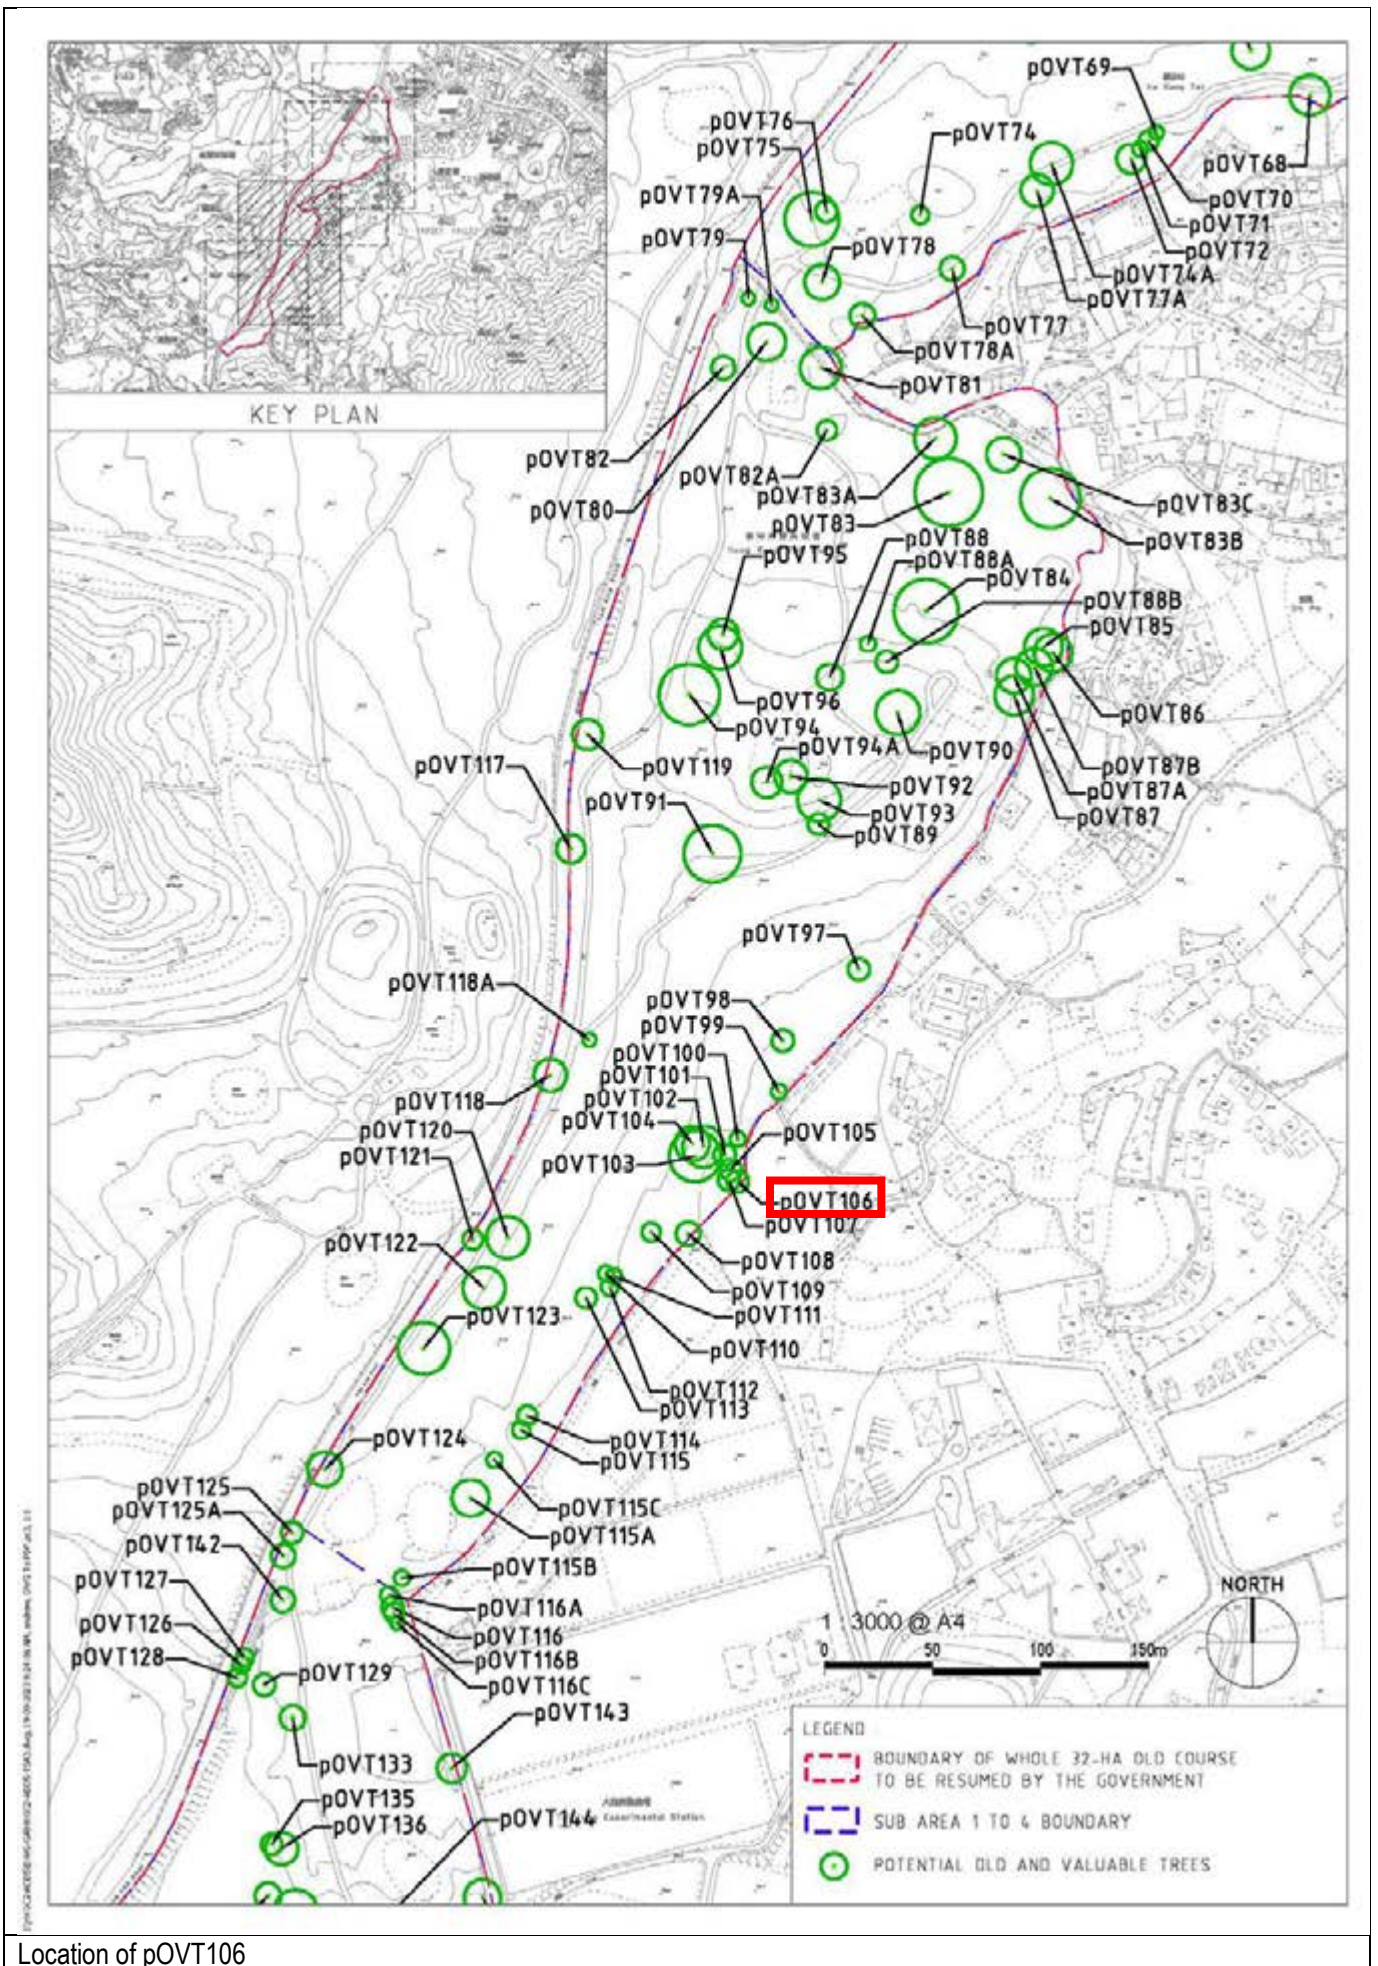 KEY PLAN
pOVT69
pOVT76
pOVT75
pOVT74
pOVT68
pOVT79A
pOVT70
pOVT71
pOVT79
pOVT78
pOVT72
pOVT74A
pOVT77A
pOVT77
pOVT78A
pOVT81
pOVT82
pOVT82A
pOVT83A
pOVT83C
pOVT80
pOVT83
pOVT88
pOVT83B
pOVT95
pOVT88A
pOVT84
pOVT88B
pOVT85
pOVT96
pOVT86
pOVT94
pOVT94A
pOVT90
pOVT117
pOVT119
pOVT87B
pOVT92
pOVT87A
pOVT91
pOVT93
pOVT87
pOVT89
pOVT97
pOVT118A
pOVT98
pOVT99
pOVT100
pOVT101
pOVT118
pOVT102
pOVT104
pOVT120
pOVT105
pOVT121
pOVT103
pOVT106
pOVT107
pOVT122
pOVT108
pOVT109
pOVT123
pOVT111
pOVT110
pOVT112
pOVT113
pOVT124
pOVT114
pOVT115
pOVT125
pOVT125A
pOVT115C
pOVT115A
pOVT142
pOVT115B
pOVT127
pOVT116A
pOVT126
pOVT116
pOVT128
pOVT116B
pOVT129
pOVT116C
pOVT143
pOVT133
pOVT135
pOVT136
pOVT144
Experimental Station
NORTH
1 : 3000 @ A4
0 50 100 150m
LEGEND
BOUNDARY OF WHOLE 32-HA OLD COURSE
TO BE RESUMED BY THE GOVERNMENT
SUB AREA 1 TO 4 BOUNDARY
POTENTIAL OLD AND VALUABLE TREES
Location of pOVT106